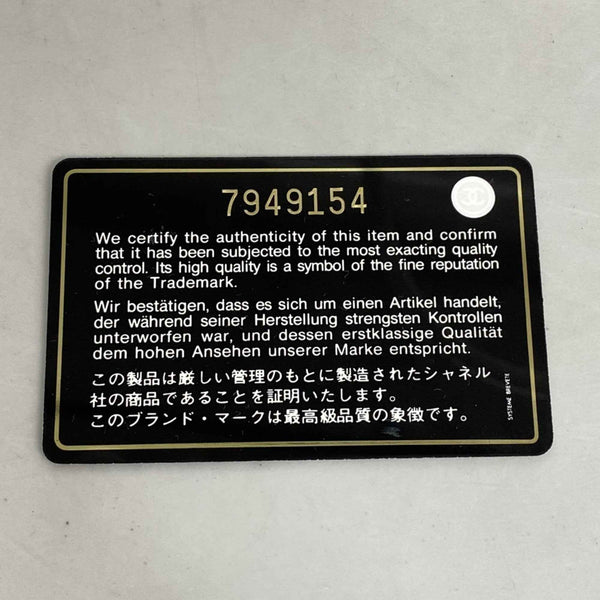 7949154
We certify the authenticity of this item and confirm
that it has been subjected to the most exacting quality
control. Its high quality is a symbol of the fine reputation
of the Trademark.
Wir bestätigen, dass es sich um einen Artikel handelt,
der während seiner Herstellung strengsten Kontrollen
unterworfen war, und dessen erstklassige Qualität
dem hohen Ansehen unserer Marke entspricht.
この製品は厳しい管理のもとに製造されたシャネル
社の商品であることを証明いたします。
このブランド・マークは最高級品質の象徴です。
SYSTEME BREVETE